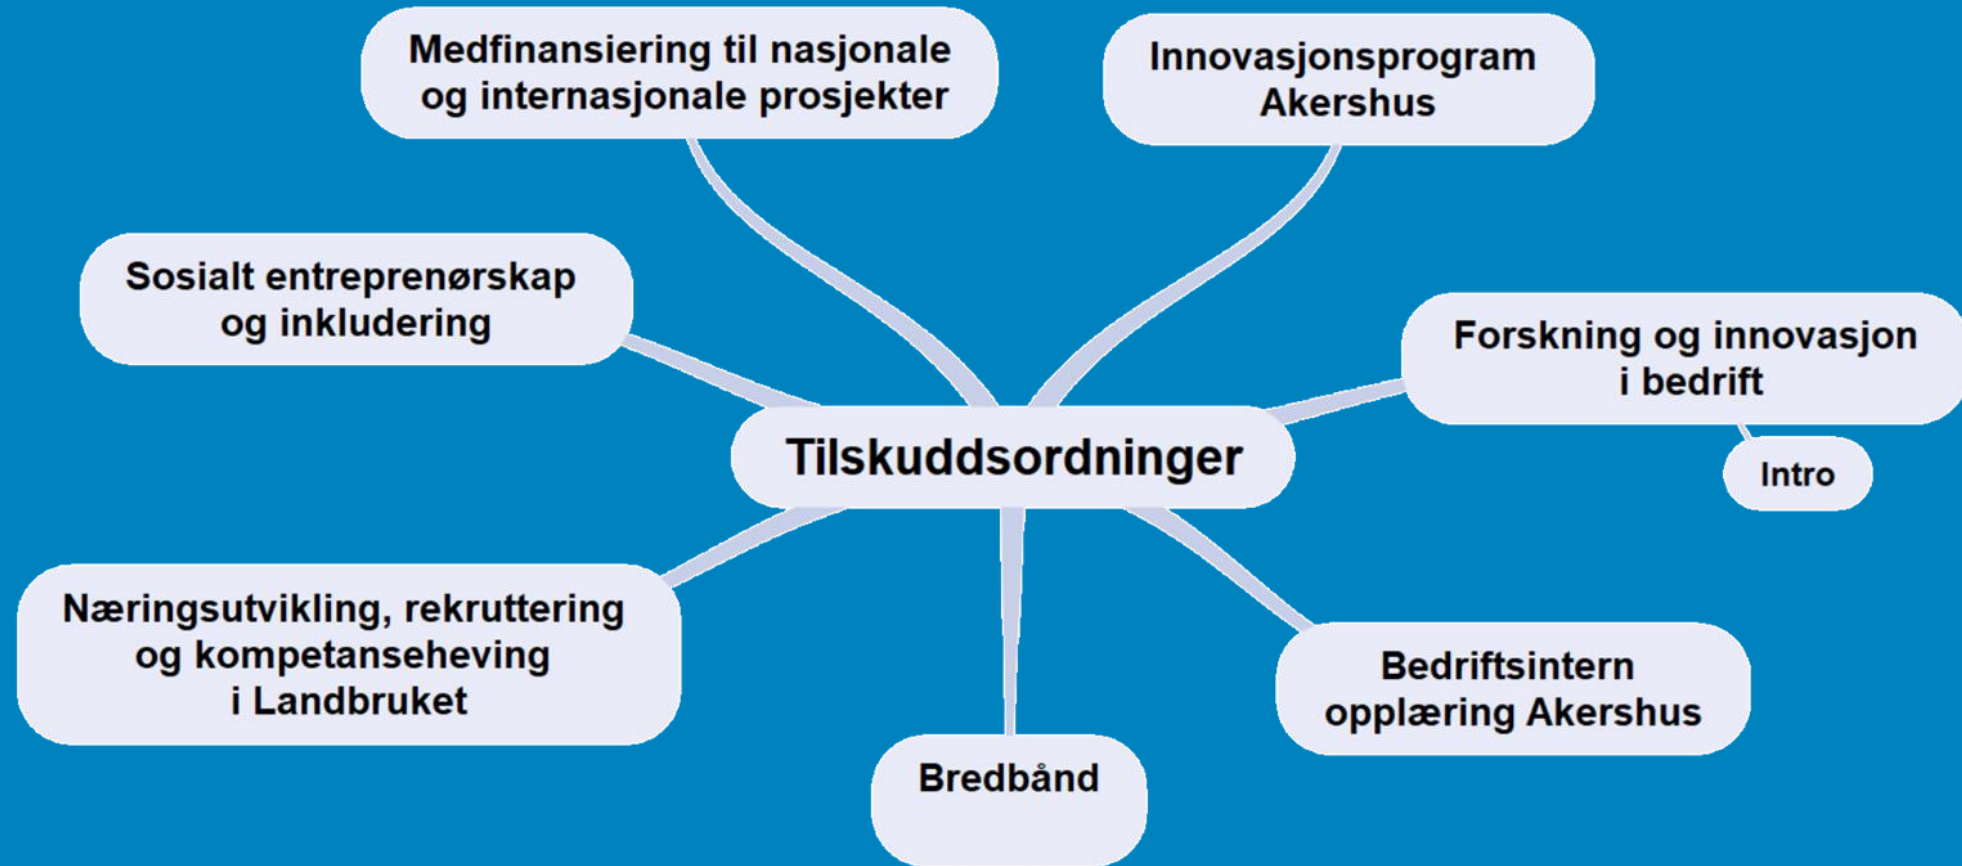 Medfinansiering til nasjonale
og internasjonale prosjekter
Innovasjonsprogram
Akershus
Sosialt entreprenørskap
og inkludering
Forskning og innovasjon
i bedrift
Intro
Tilskuddsordninger
Næringsutvikling, rekruttering
og kompetanseheving
i Landbruket
Bedriftsintern
opplæring Akershus
Bredbånd